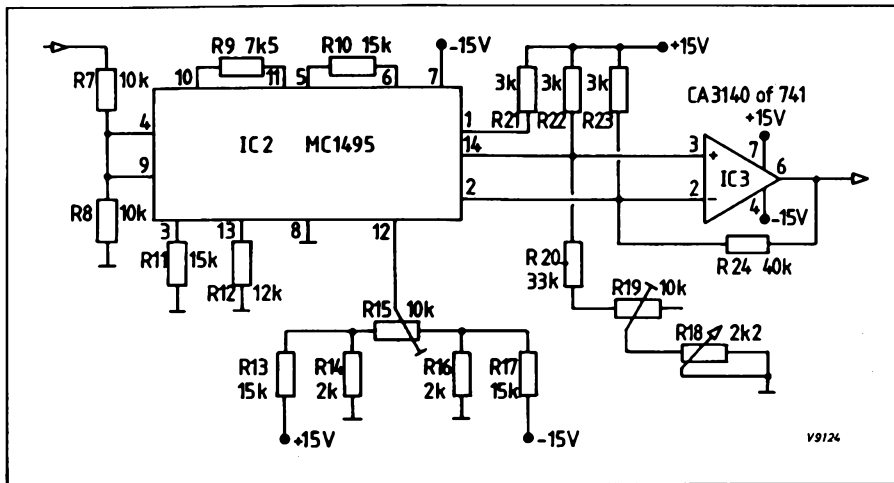 R9 7k5
R10 15k
-15V
+15V
R7 10k
10
11
5
6
7
3k
3k
3k
CA3140 of 741
+15V
4
IC2 MC1495
1
R21
R22
R23
7
14
3
+
6
9
IC3
2
2
-
R8 10k
4
-15V
3
13
8
12
R11 15k
R12 12k
R20 33k
R24 40k
R19 10k
R15 10k
R18 2k2
R13 15k
R14 2k
R16 2k
R17 15k
+15V
-15V
V9124